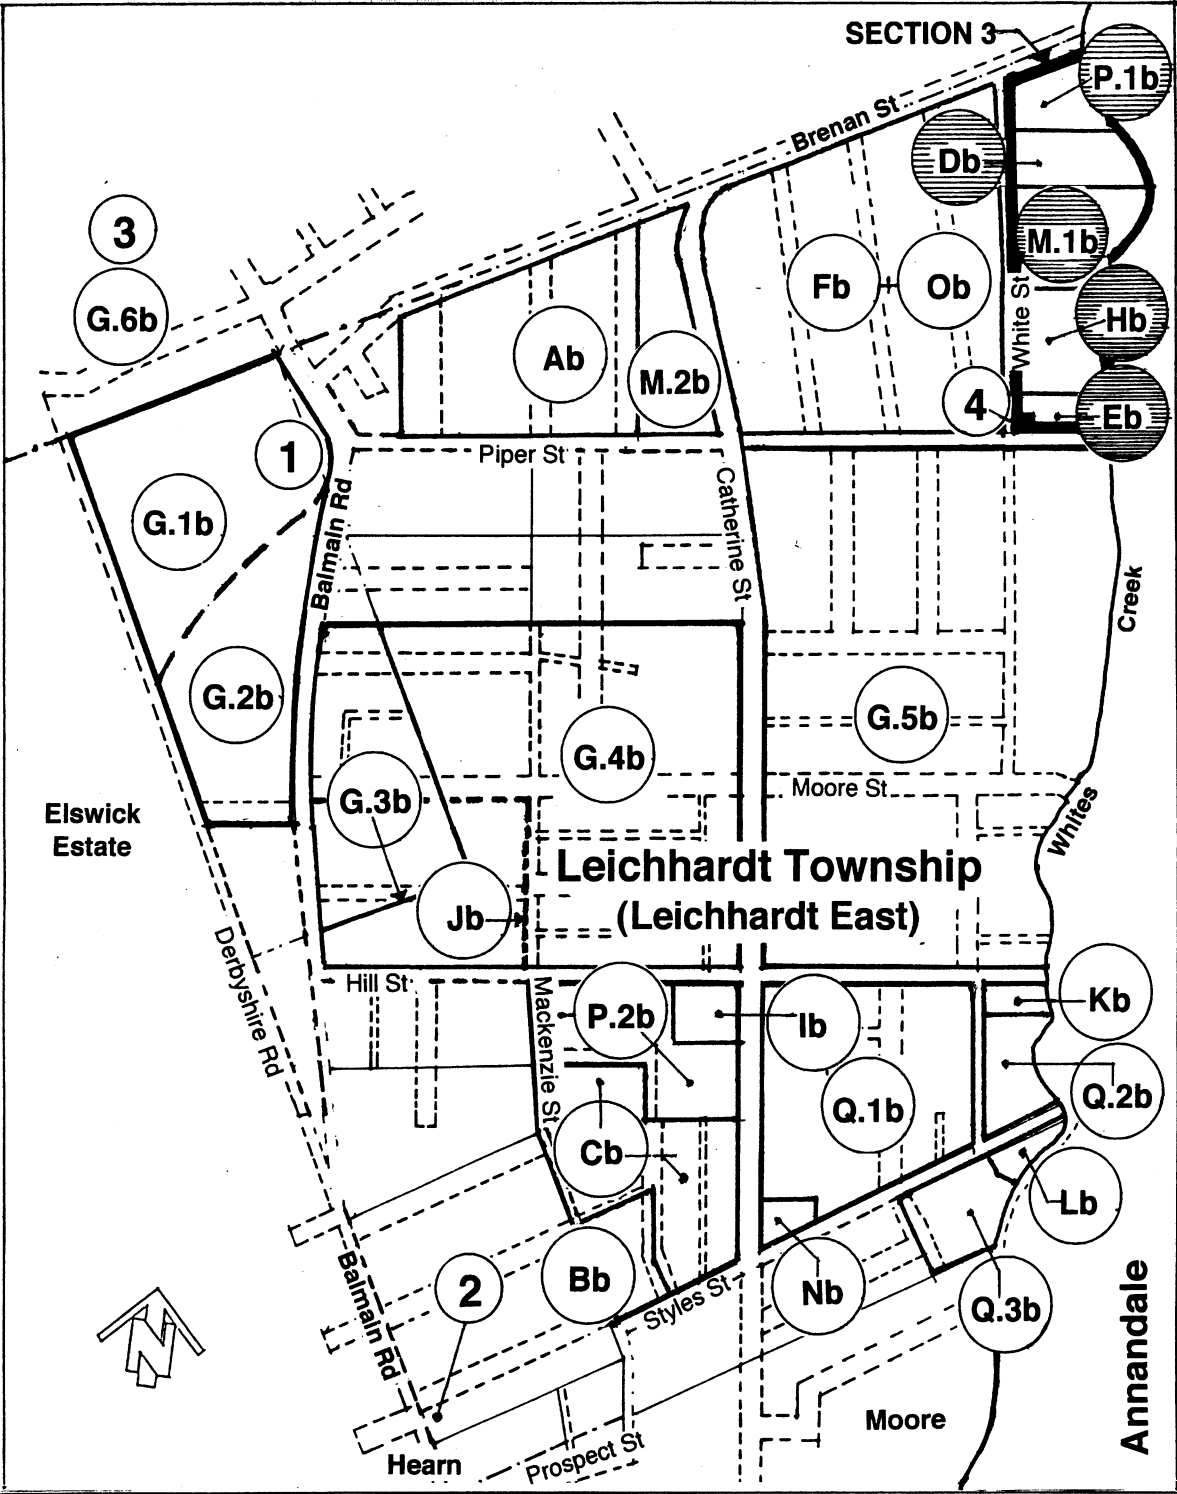 SECTION 3
P.1b
Brenan St
Db
3
M.1b
G.6b
Fb
Ob
White St
Hb
Ab
M.2b
4
Eb
1
Piper St
G.1b
Balmain Rd
Catherine St
Creek
G.2b
G.5b
G.4b
Moore St
G.3b
Whites
Elswick
Estate
Leichhardt Township
(Leichhardt East)
Jb
Derbyshire Rd
Hill St
Mackenzie St
P.2b
Ib
Kb
Q.1b
Q.2b
Cb
Lb
Balmain Rd
2
Bb
Styles St
Nb
Q.3b
N
Annandale
Moore
Hearn
Prospect St